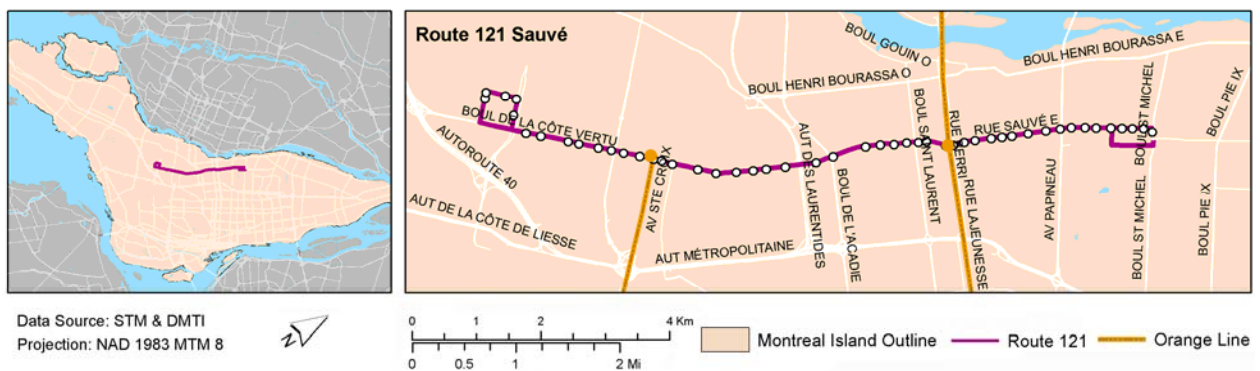 Route 121 Sauvé
BOUL GOUIN O
BOUL HENRI BOURASSA E
BOUL HENRI BOURASSA O
BOUL DE LA CÔTE VERTU
AUTOROUTE 40
AUT DE LA CÔTE DE LIESSE
AV STE CROIX
AUT MÉTROPOLITAINE
AUT DES LAURENTIDES
BOUL DE L'ACADIE
BOUL SAINT LAURENT
RUE BERRI
RUE LAJEUNESSE
RUE SAUVÉ E
AV PAPINEAU
BOUL ST MICHEL
BOUL ST MICHEL
BOUL PIE IX
BOUL PIE IX
Data Source: STM & DMTI
Projection: NAD 1983 MTM 8
N
0 1 2 4 Km
0 0.5 1 2 Mi
Montreal Island Outline
Route 121
Orange Line